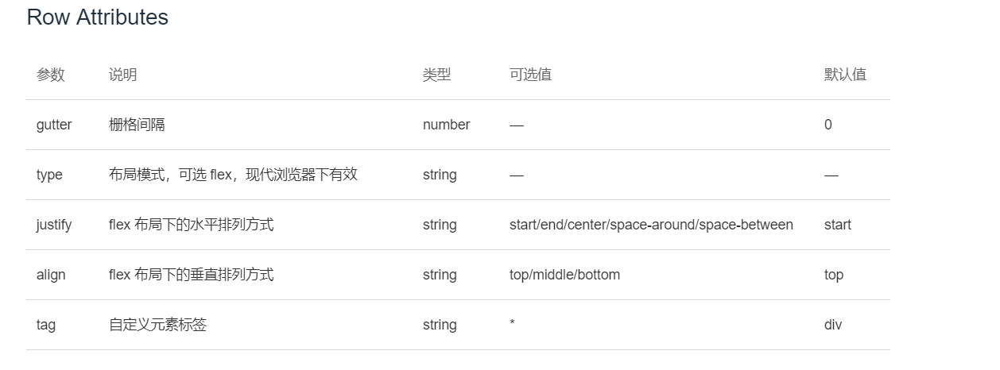 Row Attributes
参数 说明 类型 可选值 默认值
gutter 栅格间隔 number — 0
type 布局模式，可选 flex，现代浏览器下有效 string — —
justify flex 布局下的水平排列方式 string start/end/center/space-around/space-between start
align flex 布局下的垂直排列方式 string top/middle/bottom top
tag 自定义元素标签 string * div